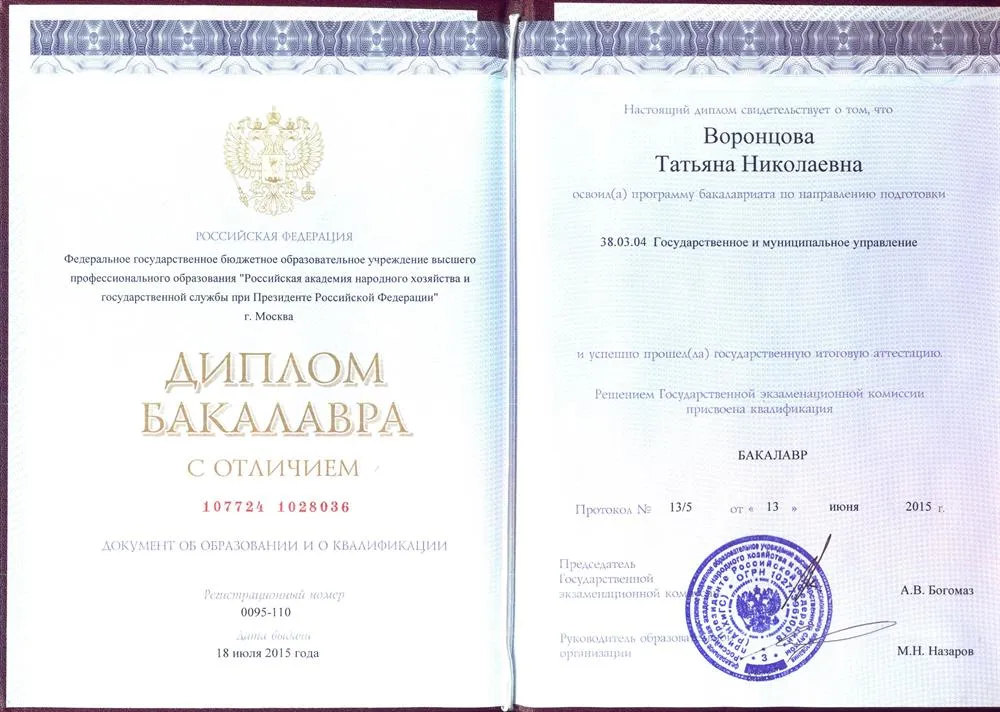 РОССИЙСКАЯ ФЕДЕРАЦИЯ
Федеральное государственное бюджетное образовательное учреждение высшего
профессионального образования "Российская академия народного хозяйства и
государственной службы при Президенте Российской Федерации"
г. Москва
ДИПЛОМ
БАКАЛАВРА
С ОТЛИЧИЕМ
107724 1028036
ДОКУМЕНТ ОБ ОБРАЗОВАНИИ И О КВАЛИФИКАЦИИ
Регистрационный номер
0095-110
Дата выдачи
18 июля 2015 года
Настоящий диплом свидетельствует о том, что
Воронцова
Татьяна Николаевна
освоил(а) программу бакалавриата по направлению подготовки
38.03.04 Государственное и муниципальное управление
и успешно прошел(ла) государственную итоговую аттестацию.
Решением Государственной экзаменационной комиссии
присвоена квалификация
БАКАЛАВР
Протокол № 13/5 от « 13 » июня 2015 г.
Председатель
Государственной
экзаменационной ком
А.В. Богомаз
Руководитель образова
организации
М.Н. Назаров